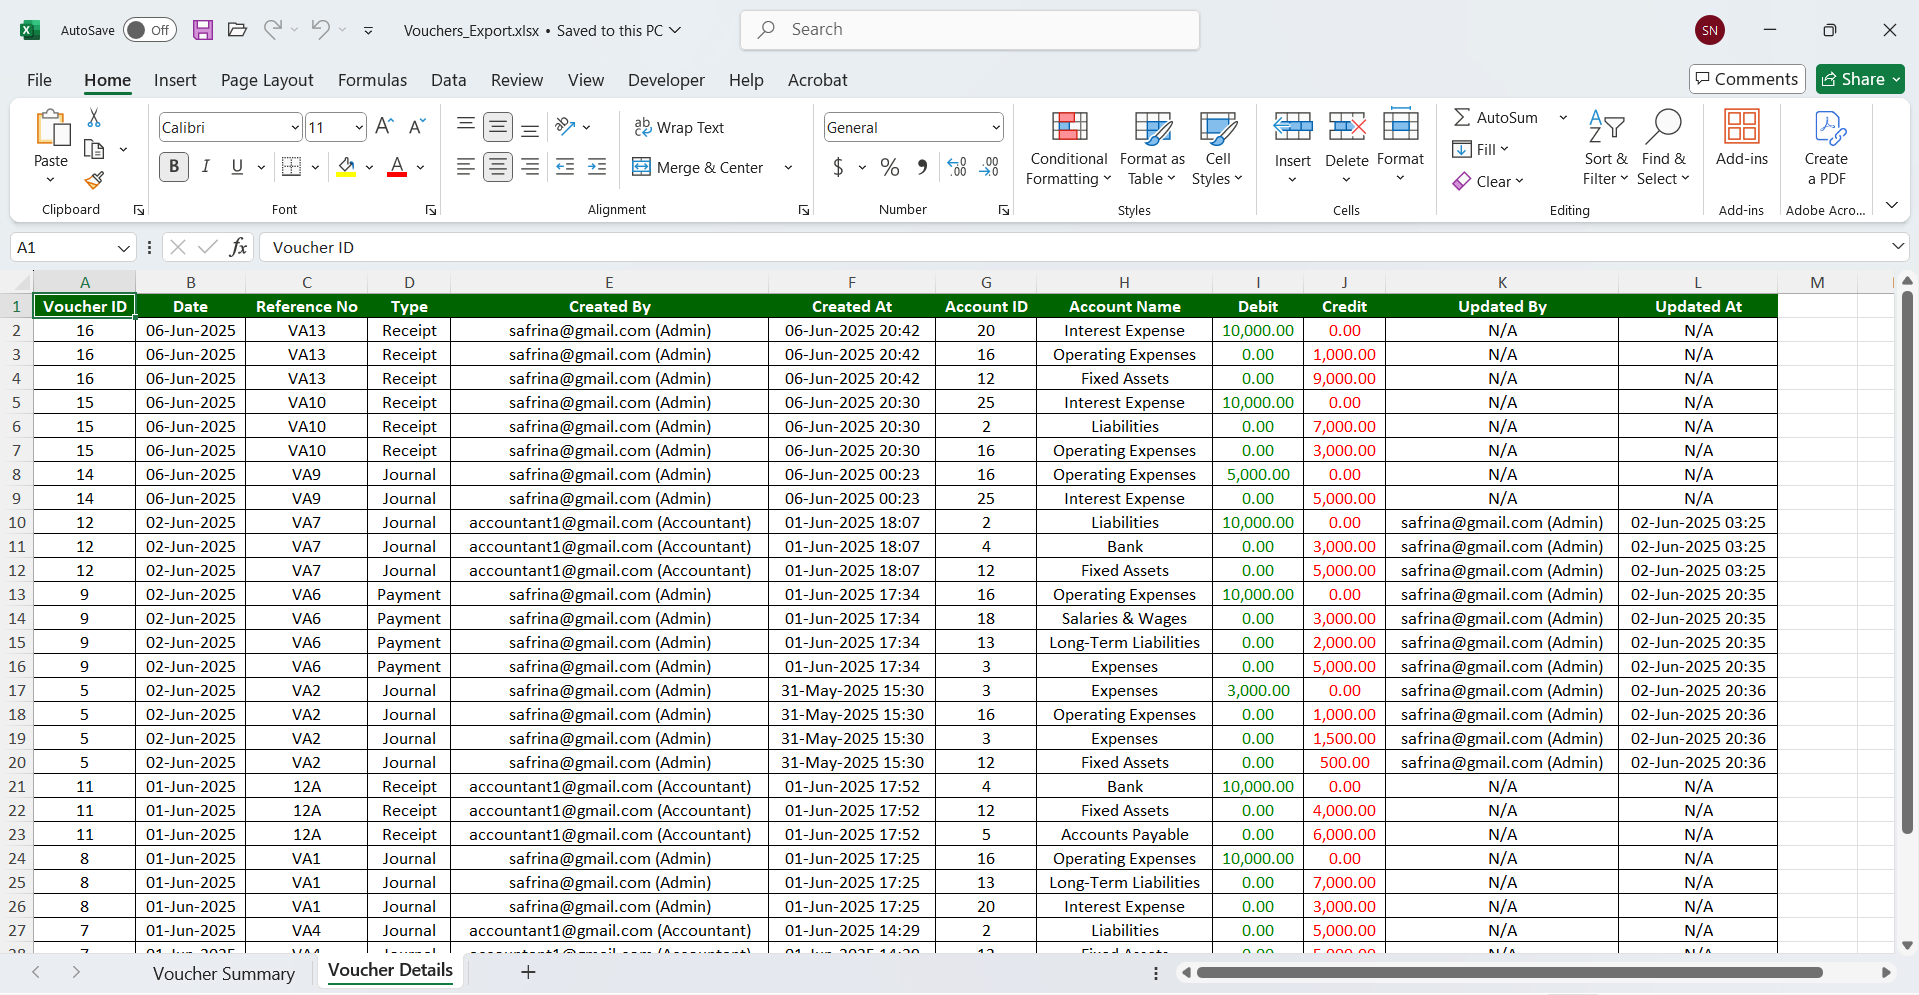 AutoSave Off Vouchers_Export.xlsx • Saved to this PC Search SN
File Home Insert Page Layout Formulas Data Review View Developer Help Acrobat Comments Share
Paste Calibri 11 B I U A Wrap Text Merge & Center General $ % Conditional Formatting Format as Table Cell Styles Insert Delete Format AutoSum Fill Clear Sort & Filter Find & Select Add-ins Create a PDF
Clipboard Font Alignment Number Styles Cells Editing Add-ins Adobe Acro...
A1 fx Voucher ID
A B C D E F G H I J K L M
1 Voucher ID Date Reference No Type Created By Created At Account ID Account Name Debit Credit Updated By Updated At
2 16 06-Jun-2025 VA13 Receipt safrina@gmail.com (Admin) 06-Jun-2025 20:42 20 Interest Expense 10,000.00 0.00 N/A N/A
3 16 06-Jun-2025 VA13 Receipt safrina@gmail.com (Admin) 06-Jun-2025 20:42 16 Operating Expenses 0.00 1,000.00 N/A N/A
4 16 06-Jun-2025 VA13 Receipt safrina@gmail.com (Admin) 06-Jun-2025 20:42 12 Fixed Assets 0.00 9,000.00 N/A N/A
5 15 06-Jun-2025 VA10 Receipt safrina@gmail.com (Admin) 06-Jun-2025 20:30 25 Interest Expense 10,000.00 0.00 N/A N/A
6 15 06-Jun-2025 VA10 Receipt safrina@gmail.com (Admin) 06-Jun-2025 20:30 2 Liabilities 0.00 7,000.00 N/A N/A
7 15 06-Jun-2025 VA10 Receipt safrina@gmail.com (Admin) 06-Jun-2025 20:30 16 Operating Expenses 0.00 3,000.00 N/A N/A
8 14 06-Jun-2025 VA9 Journal safrina@gmail.com (Admin) 06-Jun-2025 00:23 16 Operating Expenses 5,000.00 0.00 N/A N/A
9 14 06-Jun-2025 VA9 Journal safrina@gmail.com (Admin) 06-Jun-2025 00:23 25 Interest Expense 0.00 5,000.00 N/A N/A
10 12 02-Jun-2025 VA7 Journal accountant1@gmail.com (Accountant) 01-Jun-2025 18:07 2 Liabilities 10,000.00 0.00 safrina@gmail.com (Admin) 02-Jun-2025 03:25
11 12 02-Jun-2025 VA7 Journal accountant1@gmail.com (Accountant) 01-Jun-2025 18:07 4 Bank 0.00 3,000.00 safrina@gmail.com (Admin) 02-Jun-2025 03:25
12 12 02-Jun-2025 VA7 Journal accountant1@gmail.com (Accountant) 01-Jun-2025 18:07 12 Fixed Assets 0.00 5,000.00 safrina@gmail.com (Admin) 02-Jun-2025 03:25
13 9 02-Jun-2025 VA6 Payment safrina@gmail.com (Admin) 01-Jun-2025 17:34 16 Operating Expenses 10,000.00 0.00 safrina@gmail.com (Admin) 02-Jun-2025 20:35
14 9 02-Jun-2025 VA6 Payment safrina@gmail.com (Admin) 01-Jun-2025 17:34 18 Salaries & Wages 0.00 3,000.00 safrina@gmail.com (Admin) 02-Jun-2025 20:35
15 9 02-Jun-2025 VA6 Payment safrina@gmail.com (Admin) 01-Jun-2025 17:34 13 Long-Term Liabilities 0.00 2,000.00 safrina@gmail.com (Admin) 02-Jun-2025 20:35
16 9 02-Jun-2025 VA6 Payment safrina@gmail.com (Admin) 01-Jun-2025 17:34 3 Expenses 0.00 5,000.00 safrina@gmail.com (Admin) 02-Jun-2025 20:35
17 5 02-Jun-2025 VA2 Journal safrina@gmail.com (Admin) 31-May-2025 15:30 3 Expenses 3,000.00 0.00 safrina@gmail.com (Admin) 02-Jun-2025 20:36
18 5 02-Jun-2025 VA2 Journal safrina@gmail.com (Admin) 31-May-2025 15:30 16 Operating Expenses 0.00 1,000.00 safrina@gmail.com (Admin) 02-Jun-2025 20:36
19 5 02-Jun-2025 VA2 Journal safrina@gmail.com (Admin) 31-May-2025 15:30 3 Expenses 0.00 1,500.00 safrina@gmail.com (Admin) 02-Jun-2025 20:36
20 5 02-Jun-2025 VA2 Journal safrina@gmail.com (Admin) 31-May-2025 15:30 12 Fixed Assets 0.00 500.00 safrina@gmail.com (Admin) 02-Jun-2025 20:36
21 11 01-Jun-2025 12A Receipt accountant1@gmail.com (Accountant) 01-Jun-2025 17:52 4 Bank 10,000.00 0.00 N/A N/A
22 11 01-Jun-2025 12A Receipt accountant1@gmail.com (Accountant) 01-Jun-2025 17:52 12 Fixed Assets 0.00 4,000.00 N/A N/A
23 11 01-Jun-2025 12A Receipt accountant1@gmail.com (Accountant) 01-Jun-2025 17:52 5 Accounts Payable 0.00 6,000.00 N/A N/A
24 8 01-Jun-2025 VA1 Journal safrina@gmail.com (Admin) 01-Jun-2025 17:25 16 Operating Expenses 10,000.00 0.00 N/A N/A
25 8 01-Jun-2025 VA1 Journal safrina@gmail.com (Admin) 01-Jun-2025 17:25 13 Long-Term Liabilities 0.00 7,000.00 N/A N/A
26 8 01-Jun-2025 VA1 Journal safrina@gmail.com (Admin) 01-Jun-2025 17:25 20 Interest Expense 0.00 3,000.00 N/A N/A
27 7 01-Jun-2025 VA4 Journal accountant1@gmail.com (Accountant) 01-Jun-2025 14:29 2 Liabilities 0.00 5,000.00 N/A N/A
Voucher Summary Voucher Details